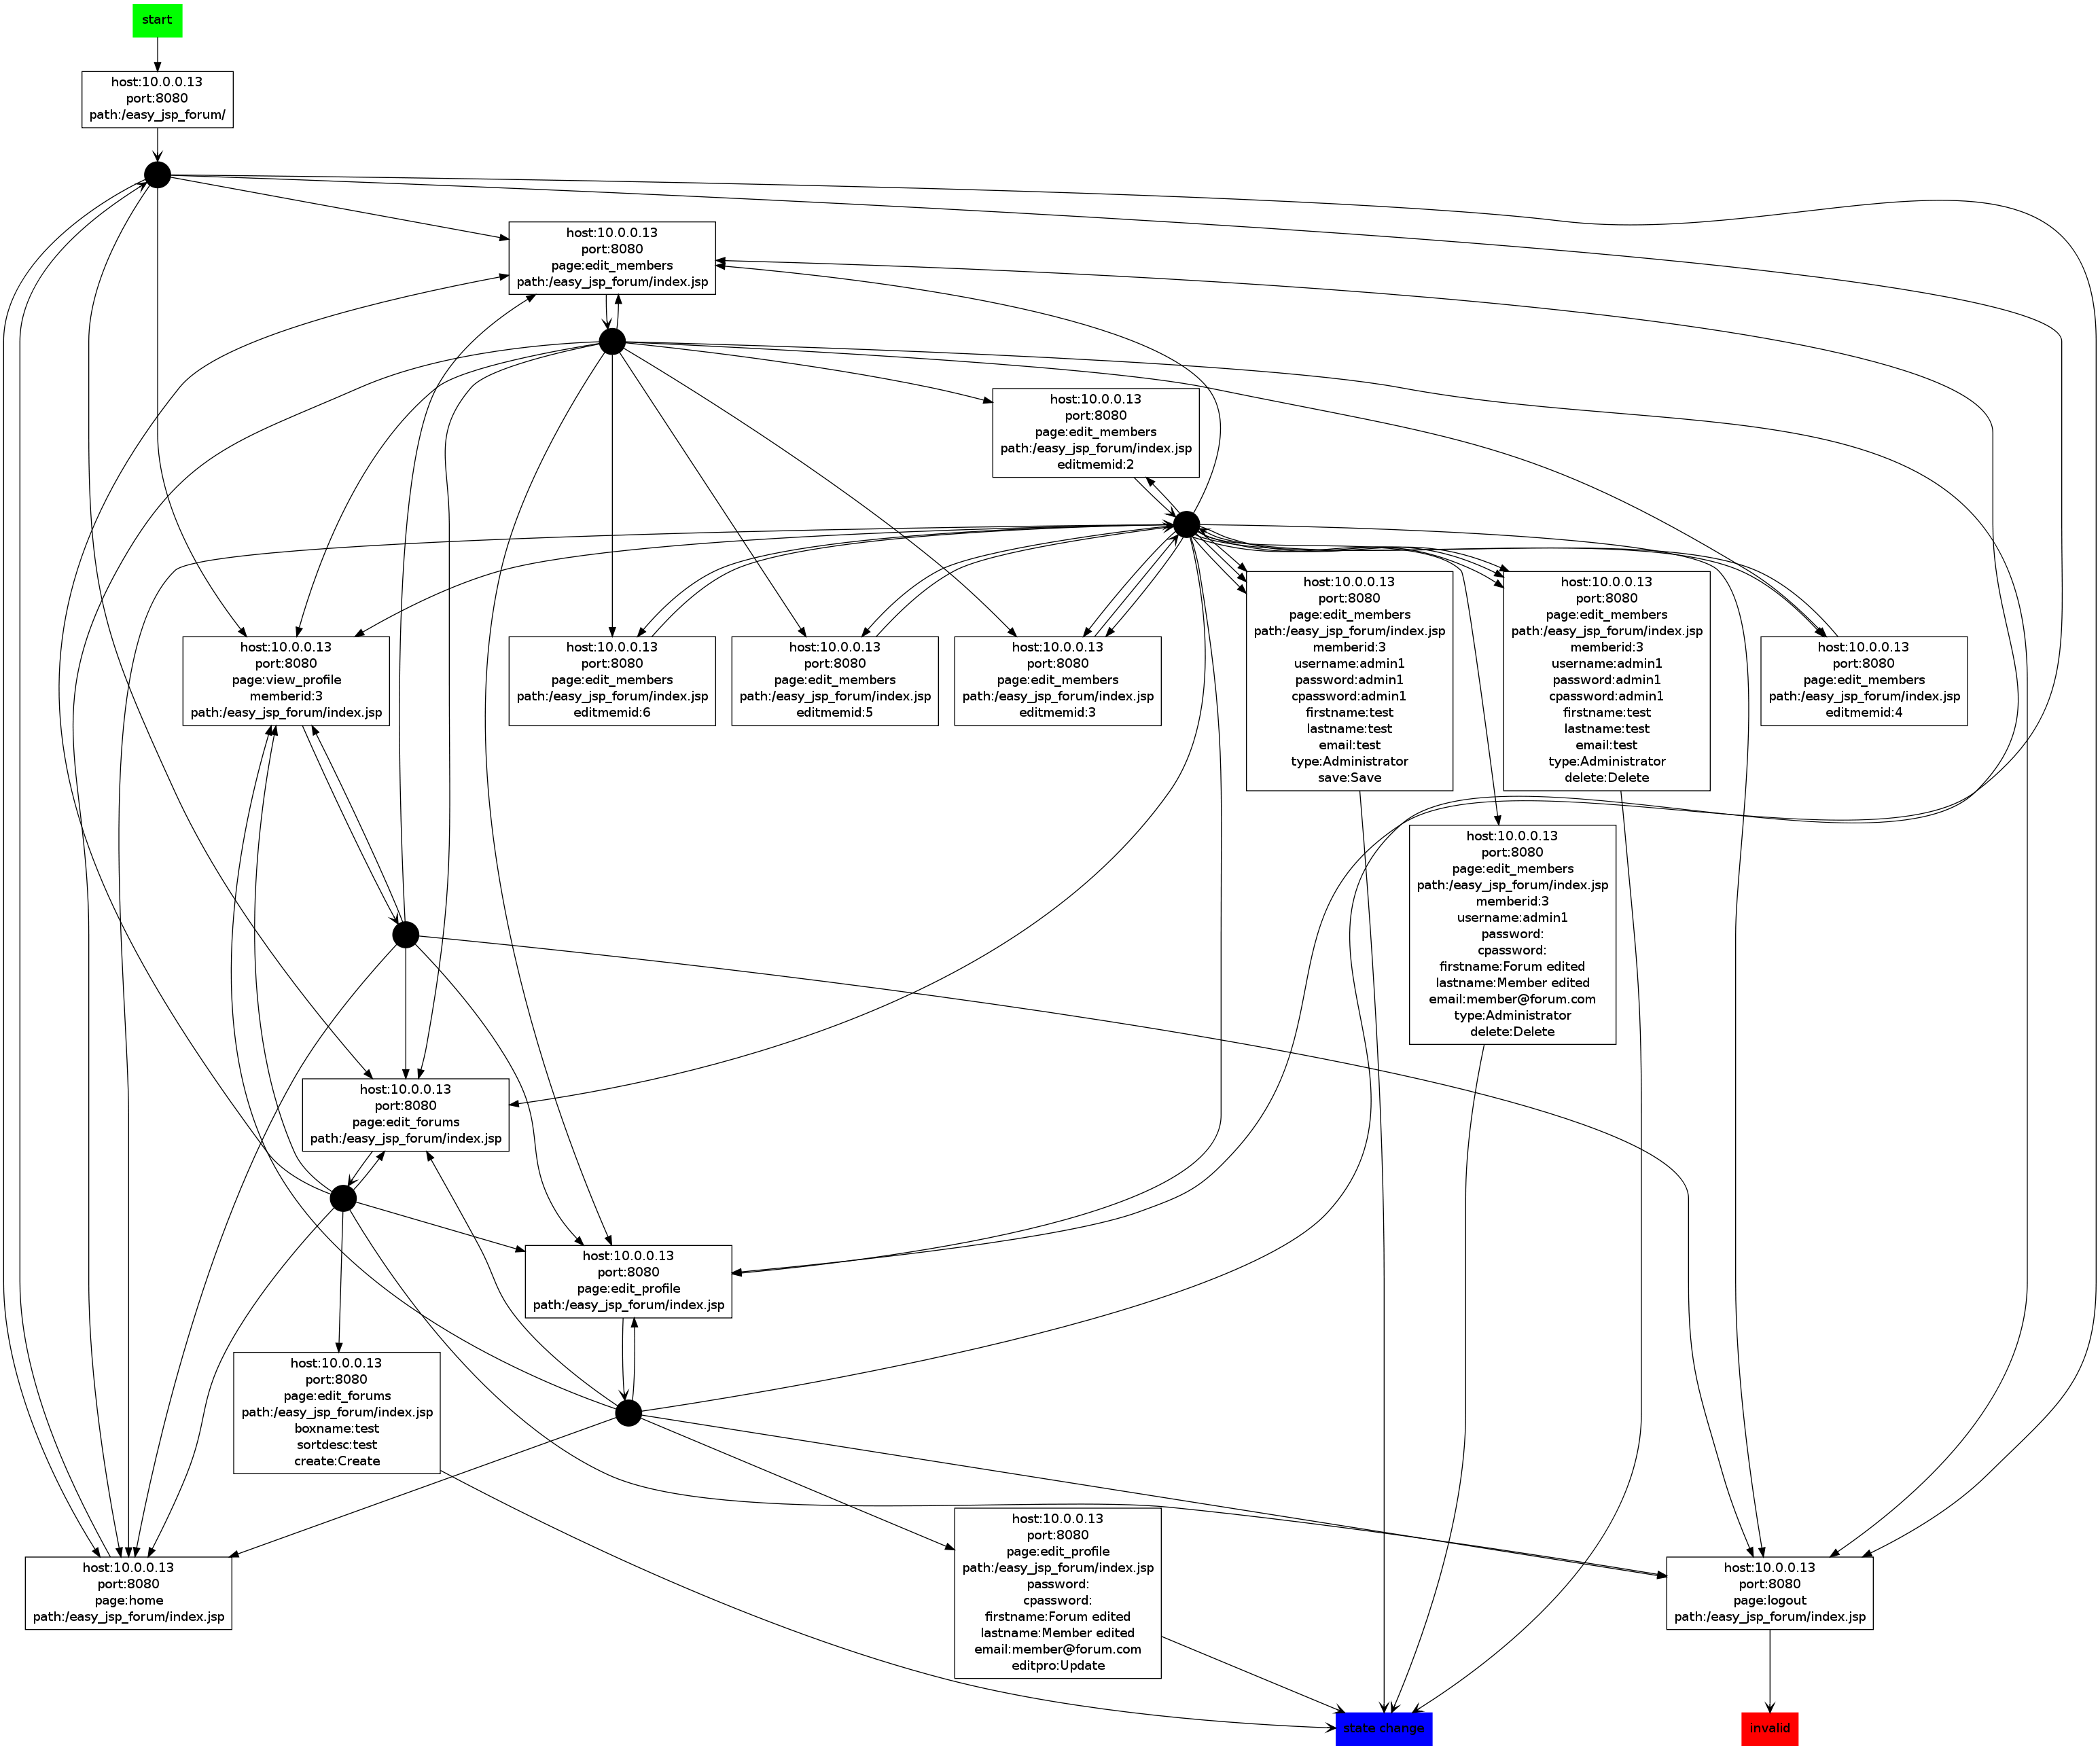 start
host:10.0.0.13
port:8080
path:/easy_jsp_forum/
host:10.0.0.13
port:8080
page:edit_members
path:/easy_jsp_forum/index.jsp
host:10.0.0.13
port:8080
page:edit_members
path:/easy_jsp_forum/index.jsp
editmemid:2
host:10.0.0.13
port:8080
page:view_profile
memberid:3
path:/easy_jsp_forum/index.jsp
host:10.0.0.13
port:8080
page:edit_members
path:/easy_jsp_forum/index.jsp
editmemid:6
host:10.0.0.13
port:8080
page:edit_members
path:/easy_jsp_forum/index.jsp
editmemid:5
host:10.0.0.13
port:8080
page:edit_members
path:/easy_jsp_forum/index.jsp
editmemid:3
host:10.0.0.13
port:8080
page:edit_members
path:/easy_jsp_forum/index.jsp
memberid:3
username:admin1
password:admin1
cpassword:admin1
firstname:test
lastname:test
email:test
type:Administrator
save:Save
host:10.0.0.13
port:8080
page:edit_members
path:/easy_jsp_forum/index.jsp
memberid:3
username:admin1
password:admin1
cpassword:admin1
firstname:test
lastname:test
email:test
type:Administrator
delete:Delete
host:10.0.0.13
port:8080
page:edit_members
path:/easy_jsp_forum/index.jsp
editmemid:4
host:10.0.0.13
port:8080
page:edit_members
path:/easy_jsp_forum/index.jsp
memberid:3
username:admin1
password:
cpassword:
firstname:Forum edited
lastname:Member edited
email:member@forum.com
type:Administrator
delete:Delete
host:10.0.0.13
port:8080
page:edit_forums
path:/easy_jsp_forum/index.jsp
host:10.0.0.13
port:8080
page:edit_profile
path:/easy_jsp_forum/index.jsp
host:10.0.0.13
port:8080
page:edit_forums
path:/easy_jsp_forum/index.jsp
boxname:test
sortdesc:test
create:Create
host:10.0.0.13
port:8080
page:home
path:/easy_jsp_forum/index.jsp
host:10.0.0.13
port:8080
page:edit_profile
path:/easy_jsp_forum/index.jsp
password:
cpassword:
firstname:Forum edited
lastname:Member edited
email:member@forum.com
editpro:Update
host:10.0.0.13
port:8080
page:logout
path:/easy_jsp_forum/index.jsp
state change
invalid